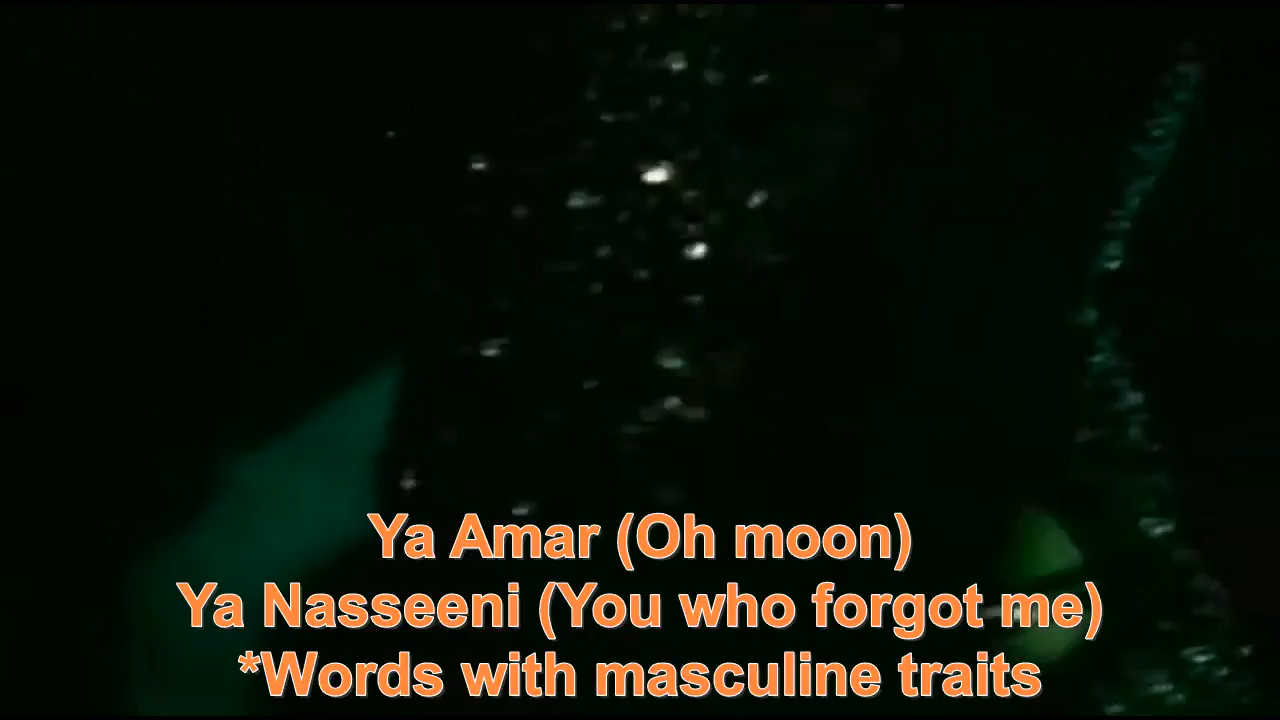 Ya Amar (Oh moon)
Ya Nasseeni (You who forgot me)
*Words with masculine traits